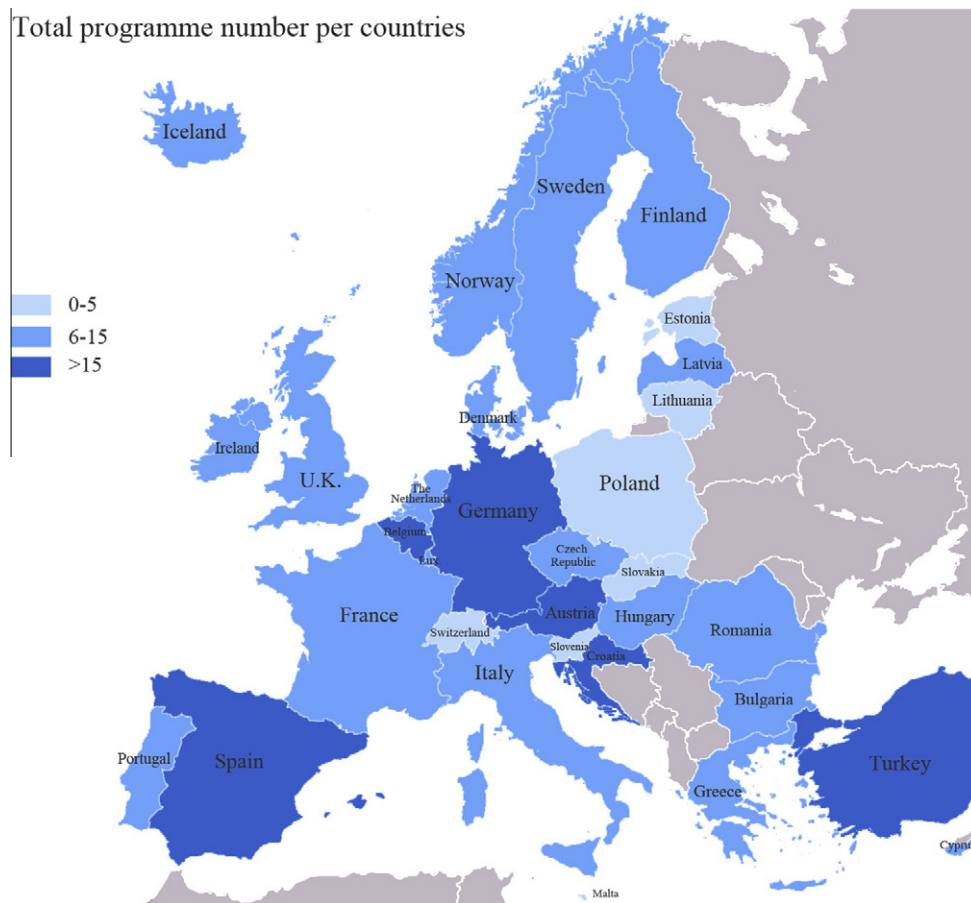 Total programme number per countries
Iceland
Sweden
Finland
Norway
0-5
6-15
>15
Estonia
Latvia
Lithuania
Denmark
Ireland
U.K.
The
Netherlands
Poland
Germany
Belgium
Lux
Czech
Republic
Slovakia
France
Austria
Hungary
Switzerland
Romania
Slovenia
Croatia
Italy
Bulgaria
Portugal
Spain
Turkey
Greece
Cyprus
Malta